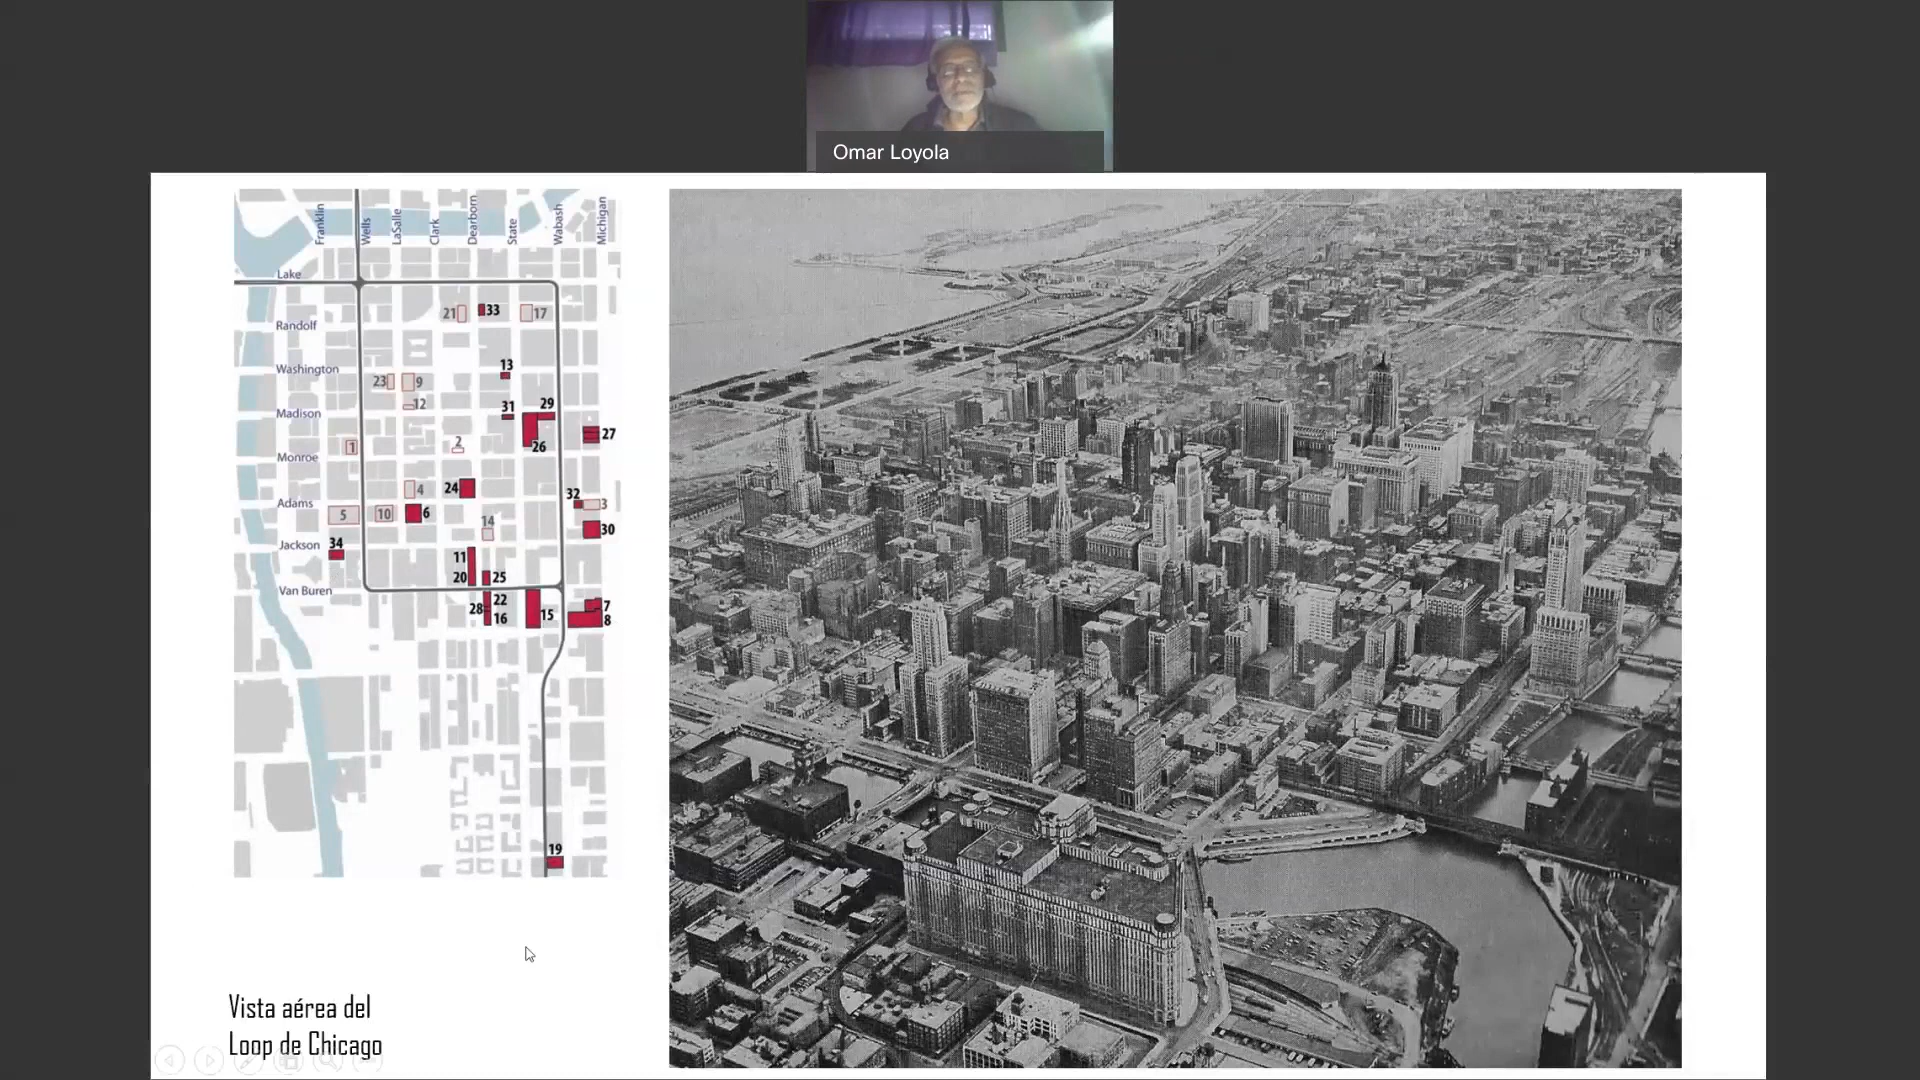 Omar Loyola
Franklin
Wells
LaSalle
Clark
Dearborn
State
Wabash
Michigan
Lake
21
33
17
Randolf
13
Washington
23
9
12
31
29
Madison
27
1
2
26
Monroe
4
24
32
3
Adams
5
10
6
14
30
Jackson
34
11
20
25
Van Buren
28
22
16
15
7
8
19
Vista aérea del
Loop de Chicago